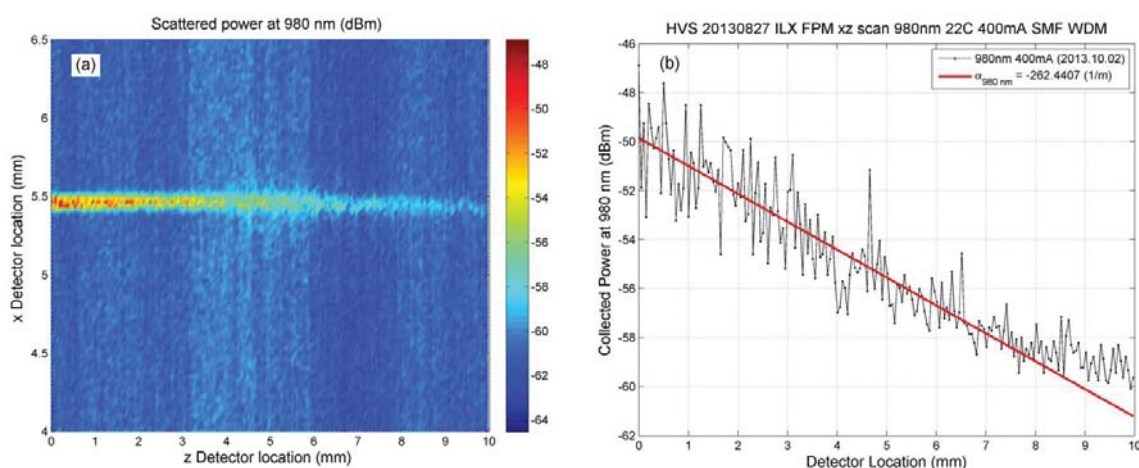 Scattered power at 980 nm (dBm)
(a)
6.5
6
5.5
5
4.5
4
0 1 2 3 4 5 6 7 8 9 10
x Detector location (mm)
z Detector location (mm)
-48
-50
-52
-54
-56
-58
-60
-62
-64
HVS 20130827 ILX FPM xz scan 980nm 22C 400mA SMF WDM
(b)
980nm 400mA (2013.10.02)
α980 nm = -262.4407 (1/m)
-46
-48
-50
-52
-54
-56
-58
-60
-62
0 1 2 3 4 5 6 7 8 9 10
Collected Power at 980 nm (dBm)
Detector Location (mm)